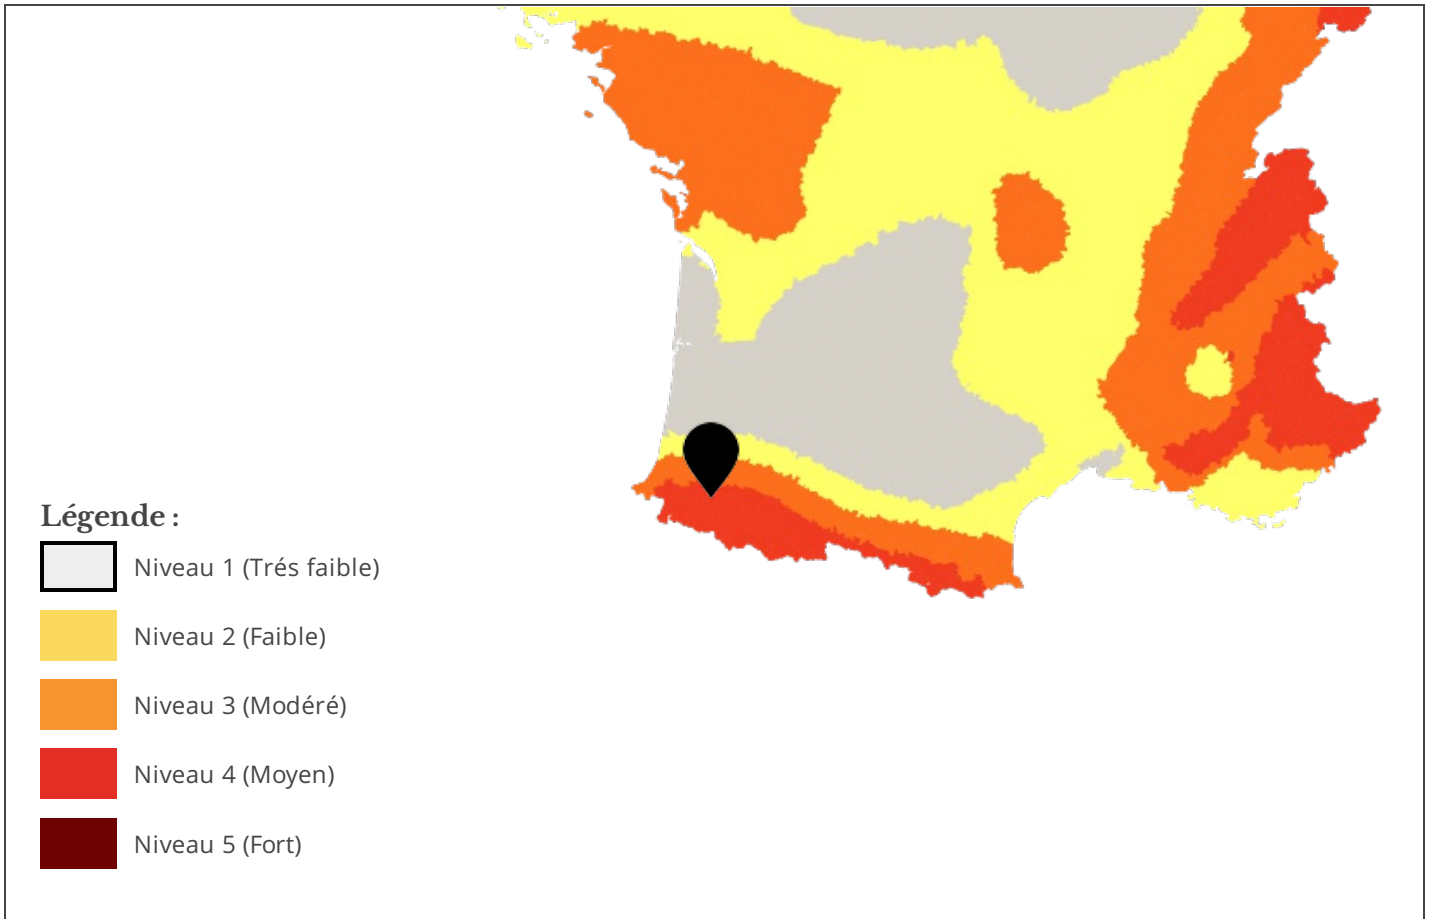 Légende :
Niveau 1 (Trés faible)
Niveau 2 (Faible)
Niveau 3 (Modéré)
Niveau 4 (Moyen)
Niveau 5 (Fort)